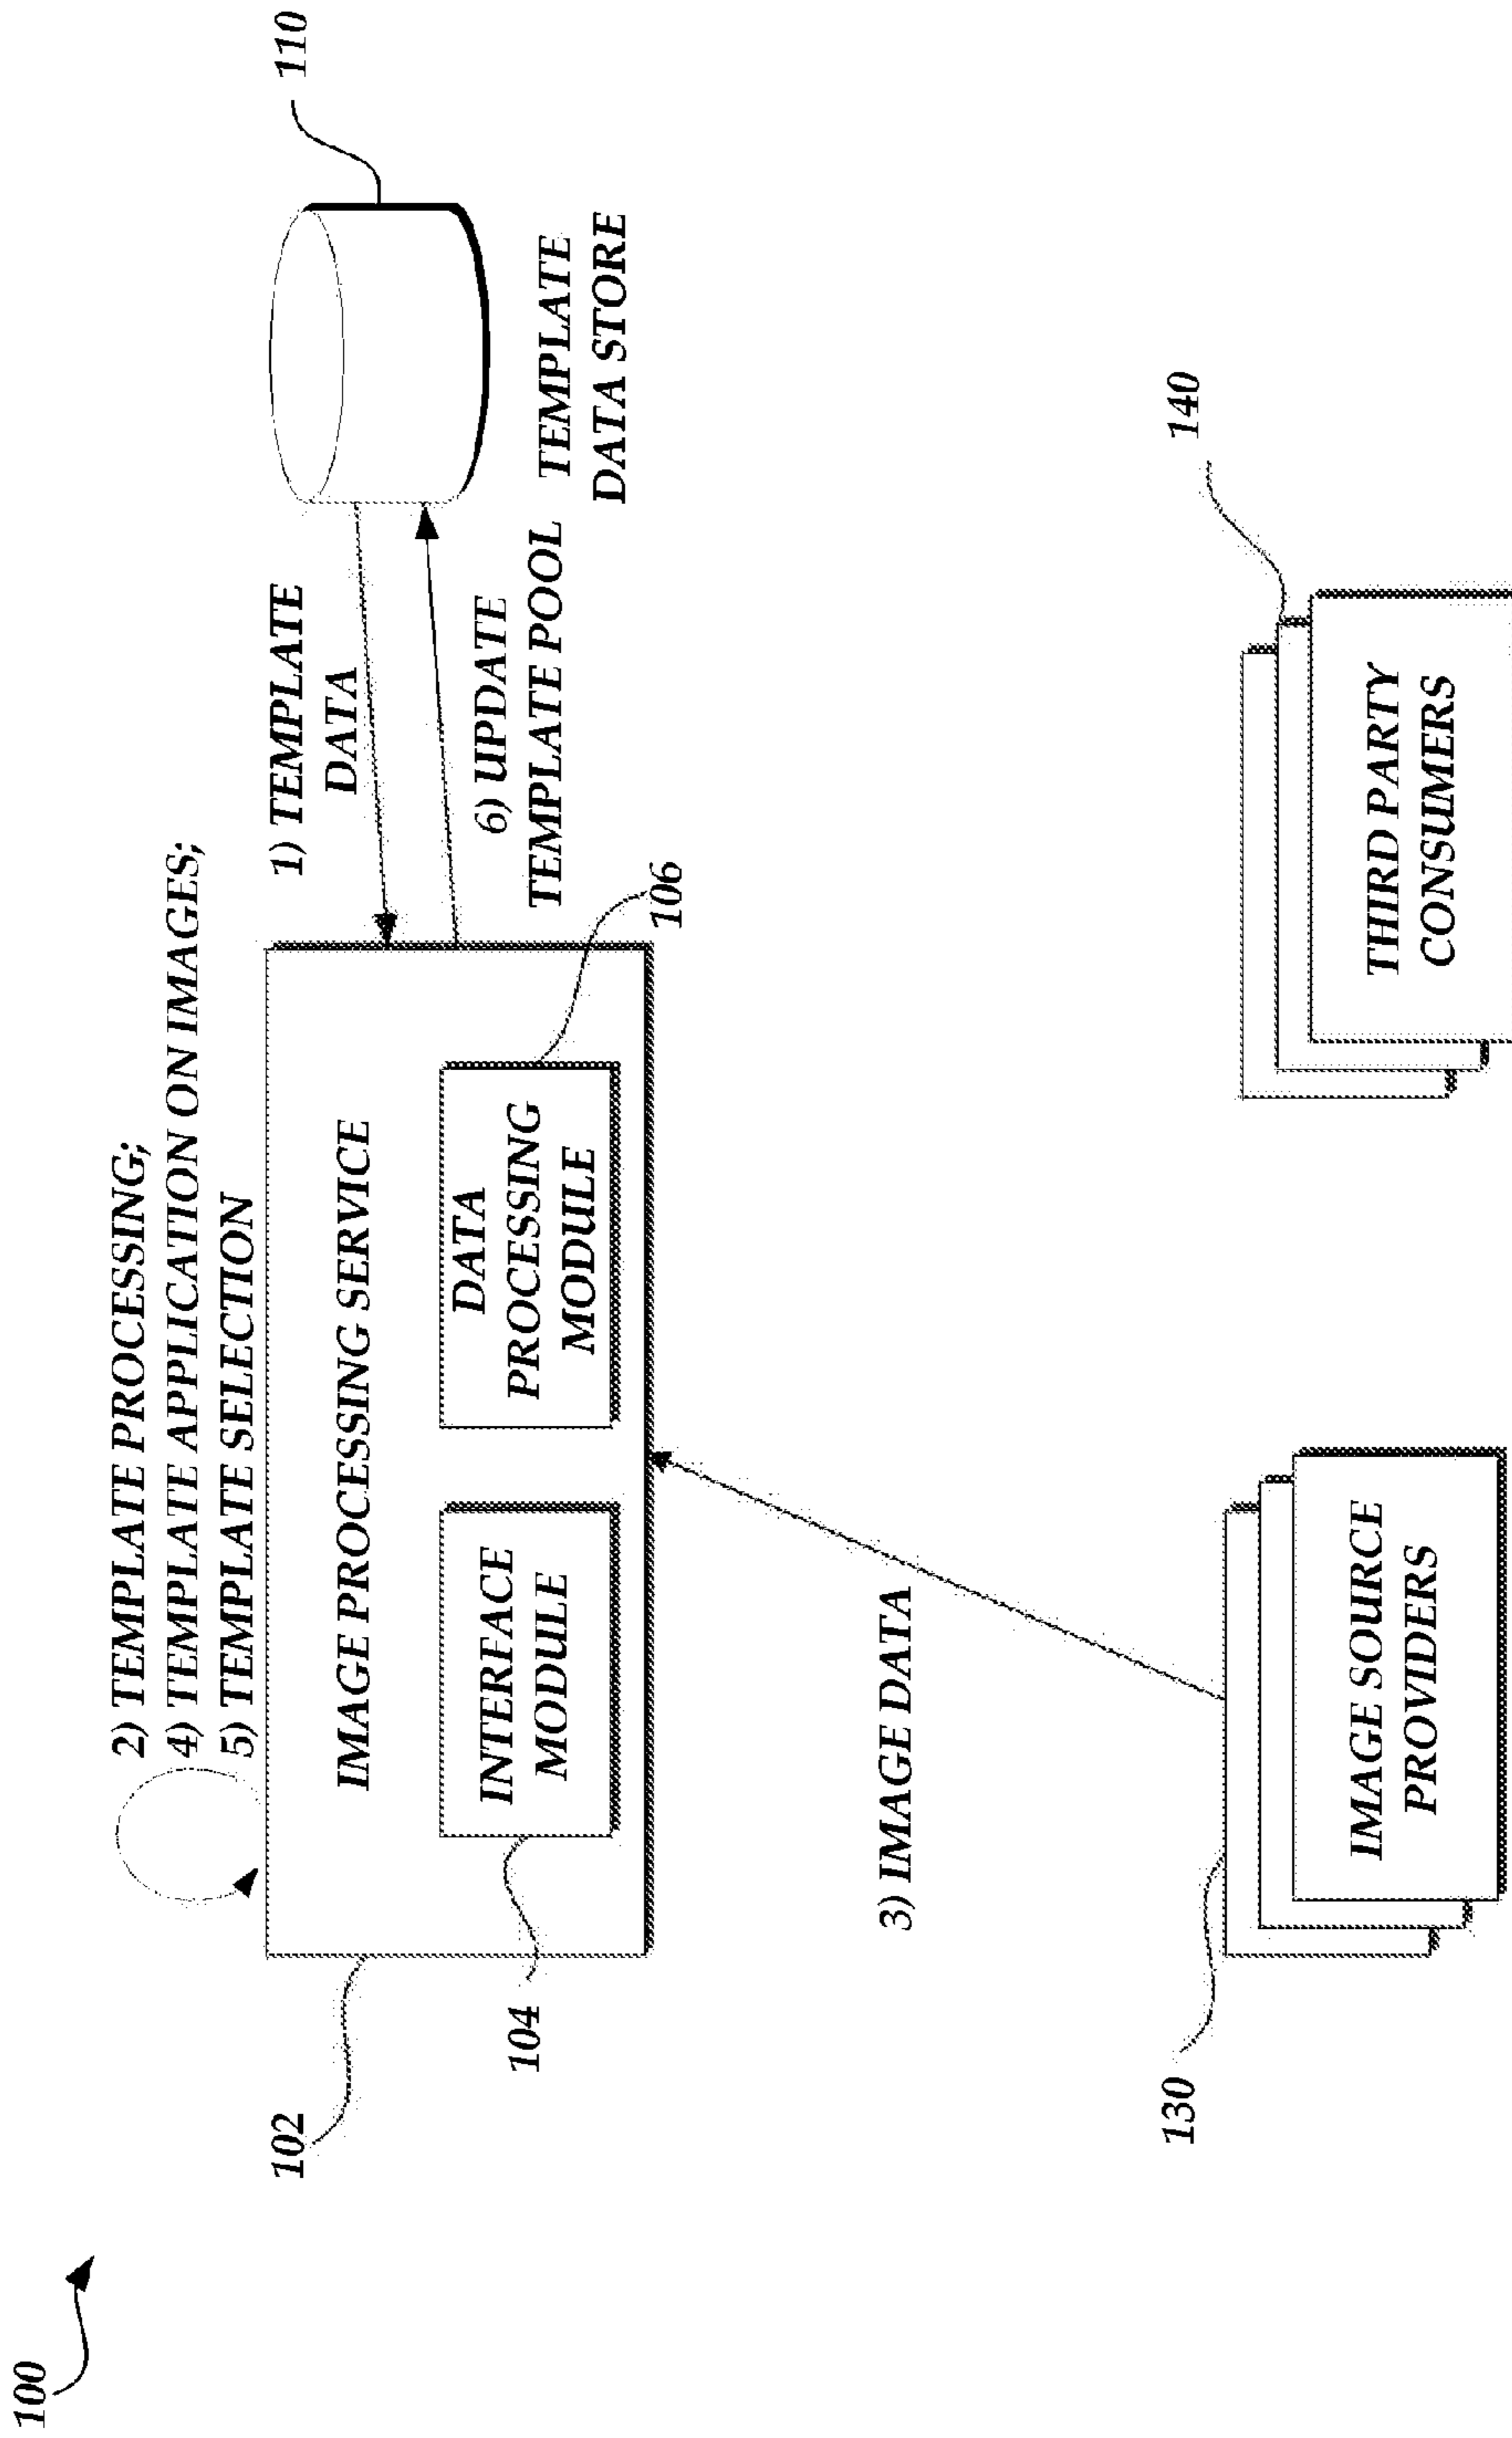 100
2) TEMPLATE PROCESSING;
4) TEMPLATE APPLICATION ON IMAGES;
5) TEMPLATE SELECTION
102
IMAGE PROCESSING SERVICE
104
INTERFACE
MODULE
DATA
PROCESSING
MODULE
106
1) TEMPLATE
DATA
6) UPDATE
TEMPLATE POOL
110
TEMPLATE
DATA STORE
3) IMAGE DATA
130
IMAGE SOURCE
PROVIDERS
140
THIRD PARTY
CONSUMERS